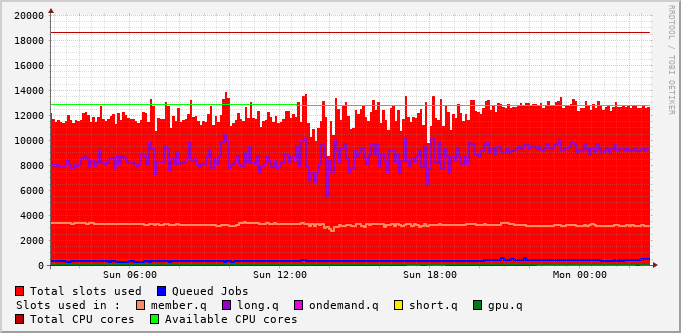 20000
18000
16000
14000
12000
10000
8000
6000
4000
2000
0
Sun 06:00 Sun 12:00 Sun 18:00 Mon 00:00
RRDTOOL / TOBI OETIKER
Total slots used Queued Jobs
Slots used in : member.q long.q ondemand.q short.q gpu.q
Total CPU cores Available CPU cores